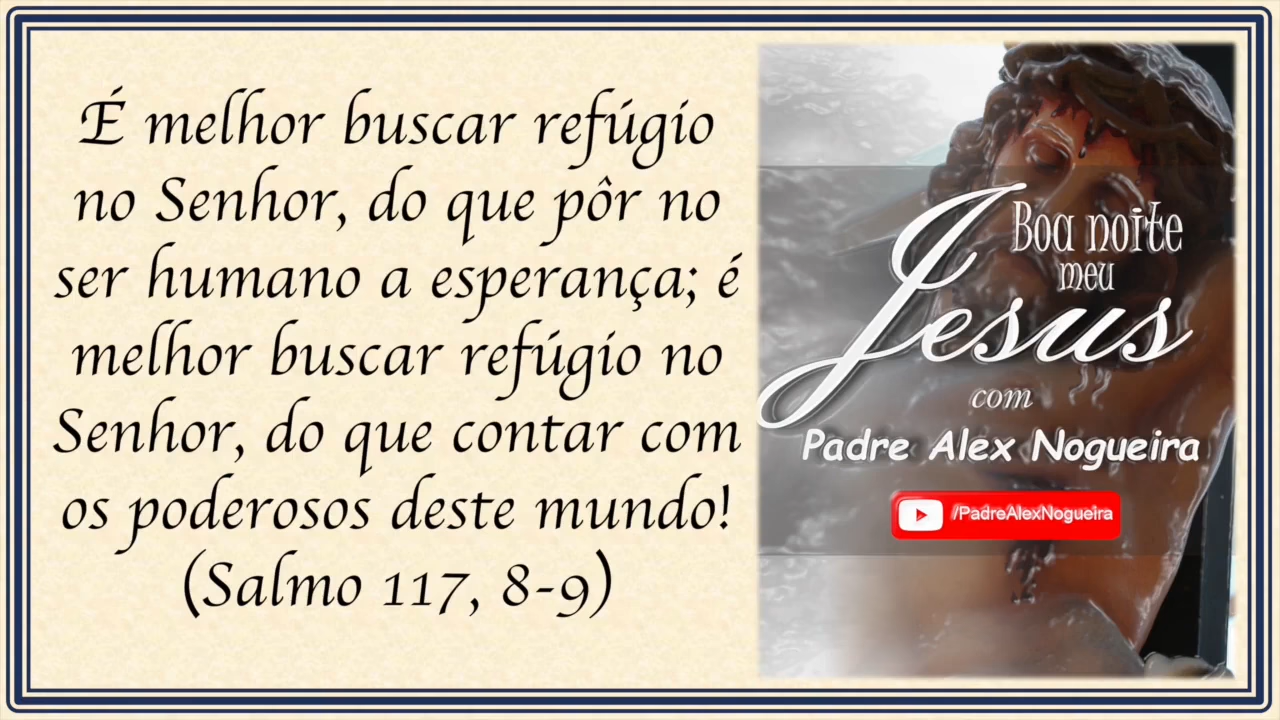 É melhor buscar refúgio
no Senhor, do que pôr no
ser humano a esperança; é
melhor buscar refúgio no
Senhor, do que contar com
os poderosos deste mundo!
(Salmo 117, 8-9)
Boa noite
meu
Jesus
com
Padre Alex Nogueira
/PadreAlexNogueira